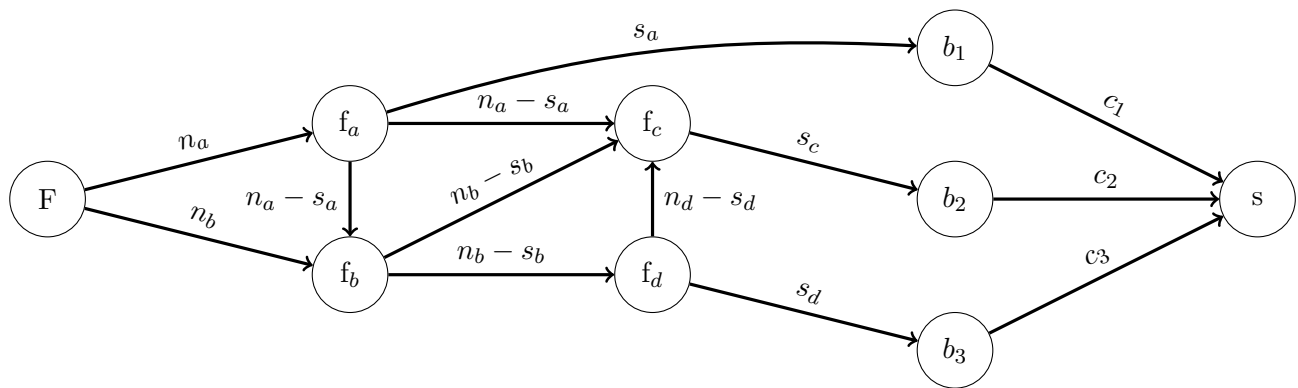 F
n_a
n_b
f_a
f_b
n_a − s_a
s_a
n_a − s_a
n_b − s_b
n_b − s_b
f_c
f_d
n_d − s_d
s_c
s_d
b_1
b_2
b_3
c_1
c_2
c_3
s